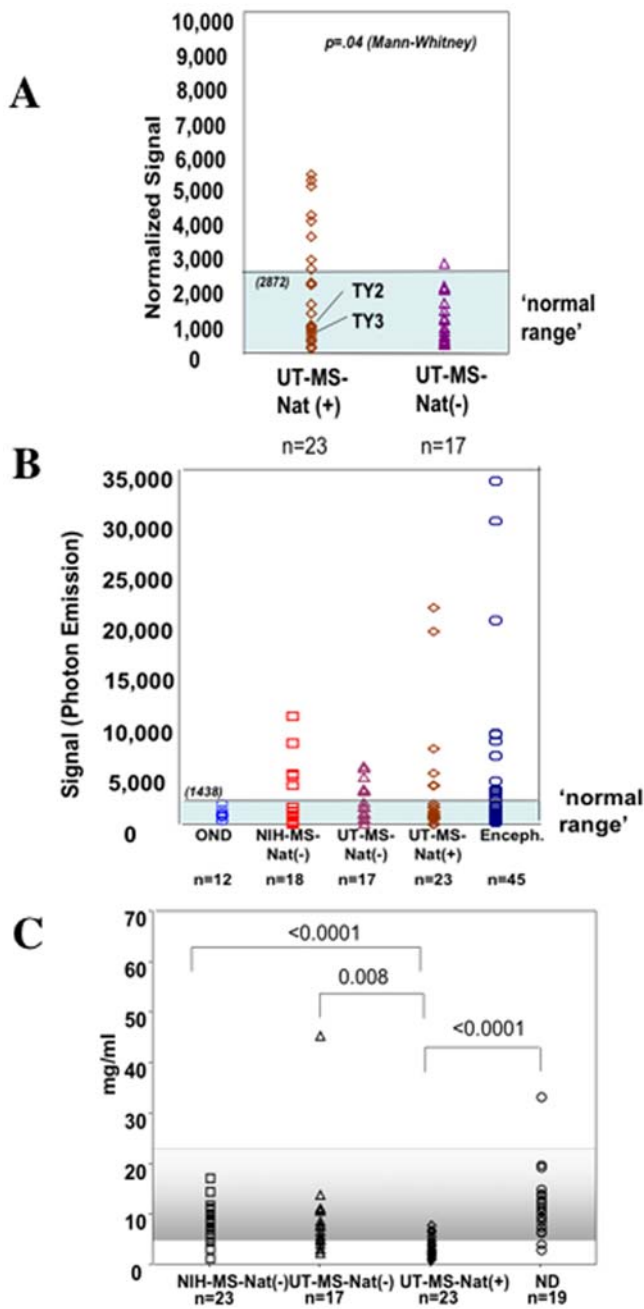 A
Normalized Signal
10,000
9,000
8,000
7,000
6,000
5,000
4,000
3,000
2,000
1,000
0
p=.04 (Mann-Whitney)
(2872)
TY2
TY3
'normal
range'
UT-MS-
Nat (+)
UT-MS-
Nat(-)
n=23 n=17
B
Signal (Photon Emission)
35,000
30,000
25,000
20,000
15,000
10,000
5,000
0
(1438)
'normal
range'
OND
NIH-MS-
Nat(-)
UT-MS-
Nat(-)
UT-MS-
Nat(+)
Enceph.
n=12 n=18 n=17 n=23 n=45
C
mg/ml
70
60
50
40
30
20
10
0
<0.0001
0.008
<0.0001
NIH-MS-Nat(-) UT-MS-Nat(-) UT-MS-Nat(+) ND
n=23 n=17 n=23 n=19